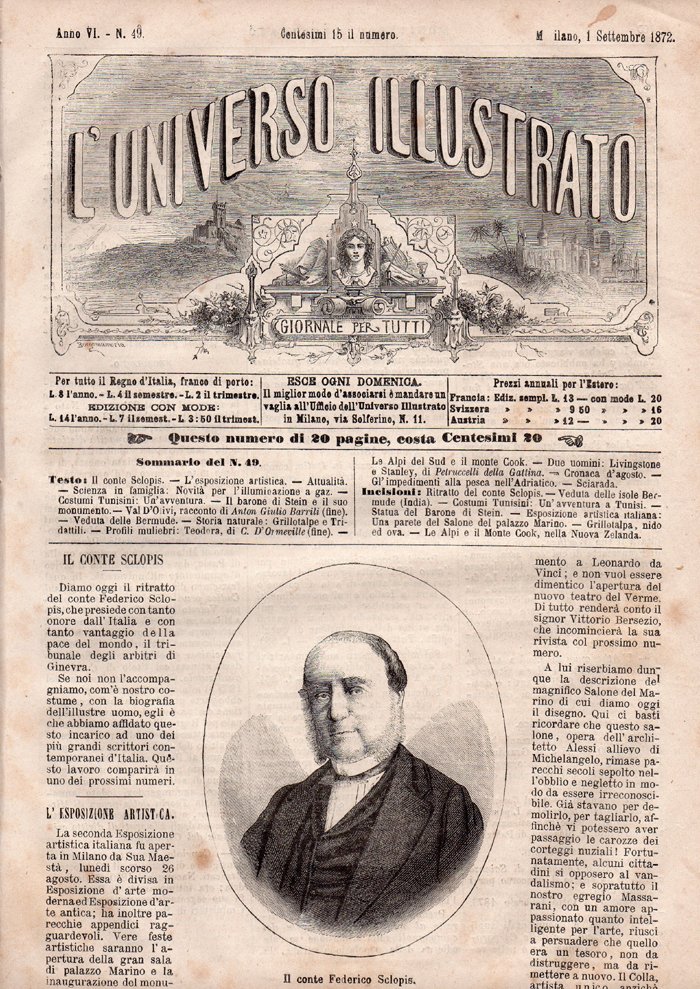 Anno VI. - N. 49.
Centesimi 15 il numero.
M ilano, 1 Settembre 1872.
L'UNIVERSO ILLUSTRATO
GIORNALE PER TUTTI
Per tutto il Regno d'Italia, franco di porto:
L. 8 l'anno. - L. 4 il semestre. - L. 2 il trimestre.
EDIZIONE CON MODE:
L. 14 l'anno. - L. 7 il semest. - L. 3: 50 il trimest.
ESCE OGNI DOMENICA.
Il miglior modo d'associarsi è mandare un
vaglia all'Ufficio dell'Universo Illustrato
in Milano, via Solferino, N. 11.
Prezzi annuali per l'Estero:
Francia: Ediz. sempl. L. 13 — con mode L. 20
Svizzera » » » 9 50 » » » 16
Austria » » » 12 — » » » 20
Questo numero di 20 pagine, costa Centesimi 20
Sommario del N. 49.
Testo: Il conte Sclopis. — L'esposizione artistica. — Attualità.
— Scienza in famiglia: Novità per l'illuminazione a gaz. —
Costumi Tunisini: Un'avventura. — Il barone di Stein e il suo
monumento. — Val D'Olivi, racconto di Anton Giulio Barrili (fine).
— Veduta delle Bermude. — Storia naturale: Grillotalpe e Tri-
dattili. — Profili muliebri: Teodora, di C. D'Ormeville (fine). —
Le Alpi del Sud e il monte Cook. — Due uomini: Livingstone
e Stanley, di Petruccelli della Gattina. — Cronaca d'agosto. —
Gl'impedimenti alla pesca nell'Adriatico. — Sciarada.
Incisioni: Ritratto del conte Sclopis. — Veduta delle isole Ber-
mude (India). — Costumi Tunisini: Un'avventura a Tunisi. —
Statua del Barone di Stein. — Esposizione artistica italiana:
Una parete del Salone del palazzo Marino. — Grillotalpa, nido
ed ova. — Le Alpi e il Monte Cook, nella Nuova Zelanda.
IL CONTE SCLOPIS
Diamo oggi il ritratto
del conte Federico Sclo-
pis, che presiede con tanto
onore dall'Italia e con
tanto vantaggio della
pace del mondo, il tri-
bunale degli arbitri di
Ginevra.
Se noi non l'accompa-
gniamo, com'è nostro co-
stume, con la biografia
dell'illustre uomo, egli è
che abbiamo affidato que-
sto incarico ad uno dei
più grandi scrittori con-
temporanei d'Italia. Que-
sto lavoro comparirà in
uno dei prossimi numeri.
L' ESPOSIZIONE ARTISTICA.
La seconda Esposizione
artistica italiana fu aper-
ta in Milano da Sua Mae-
stà, lunedì scorso 26
agosto. Essa è divisa in
Esposizione d'arte mo-
derna ed Esposizione d'ar-
te antica; ha inoltre pa-
recchie appendici rag-
guardevoli. Vere feste
artistiche saranno l'a-
pertura della gran sala
di palazzo Marino e la
inaugurazione del monu-
Il conte Federico Sclopis.
mento a Leonardo da
Vinci; e non vuoi essere
dimentico l'apertura del
nuovo teatro del Verme.
Di tutto renderà conto il
signor Vittorio Bersezio,
che incomincierà la sua
rivista col prossimo nu-
mero.
A lui riserbiamo dun-
que la descrizione del
magnifico Salone del Ma-
rino di cui diamo oggi
il disegno. Qui ci basti
ricordare che questo sa-
lone, opera dell'archi-
tetto Alessi allievo di
Michelangelo, rimase pa-
recchi secoli sepolto nel-
l'obblio e negletto in mo-
do da essere irreconosci-
bile. Già stavano per de-
molirlo, per tagliarlo, af-
finchè vi potessero aver
passaggio le carozze dei
corteggi nuziali! Fortu-
natamente, alcuni citta-
dini si opposero al van-
dalismo; e sopratutto il
nostro egregio Massa-
rani, con un amore ap-
passionato quanto intel-
ligente per l'arte, riuscì
a persuadere che quello
era un tesoro, non da
distruggere, ma da ri-
mettere a nuovo. Il Colla,
artista unico anzichè